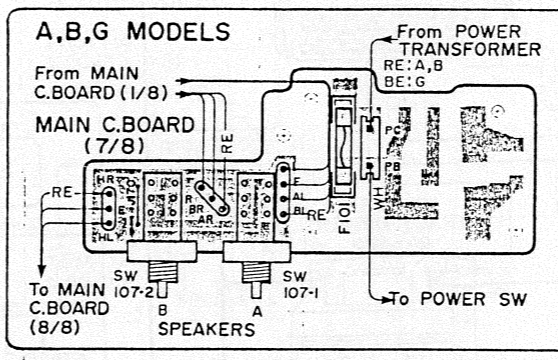 A,B,G MODELS
From POWER
TRANSFORMER
RE:A,B
BE:G
From MAIN
C.BOARD (1/8)
MAIN C.BOARD
(7/8)
RE
PC
PB
WH
F101
HR
RE
E
HL
R
BR
AR
E
AL
BL
RE
To MAIN
C.BOARD
(8/8)
SW
107-2
SW
107-1
B
A
SPEAKERS
To POWER SW